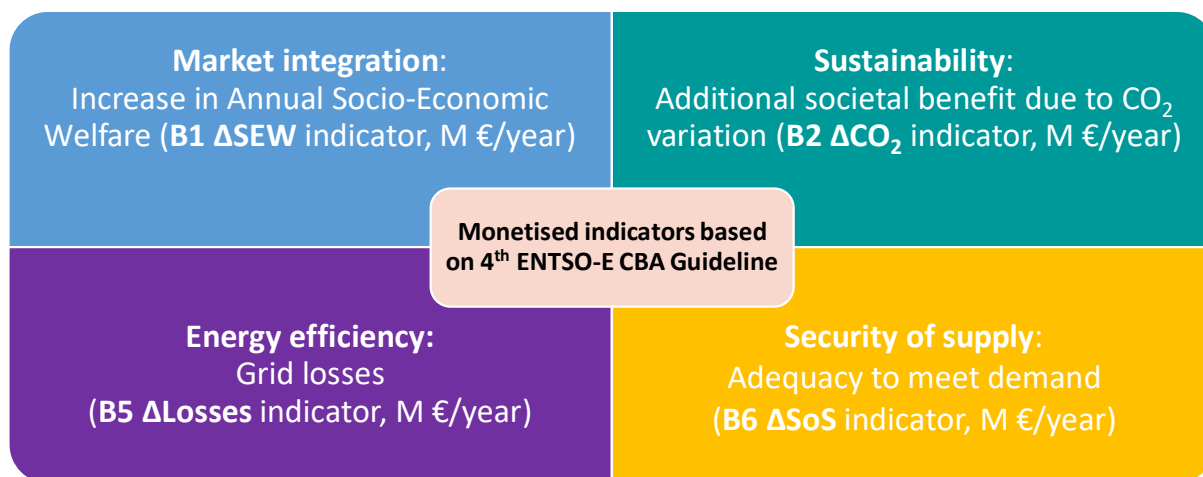 Market integration:
Increase in Annual Socio-Economic
Welfare (B1 ΔSEW indicator, M €/year)
Sustainability:
Additional societal benefit due to CO₂
variation (B2 ΔCO₂ indicator, M €/year)
Monetised indicators based
on 4th ENTSO-E CBA Guideline
Energy efficiency:
Grid losses
(B5 ΔLosses indicator, M €/year)
Security of supply:
Adequacy to meet demand
(B6 ΔSoS indicator, M €/year)